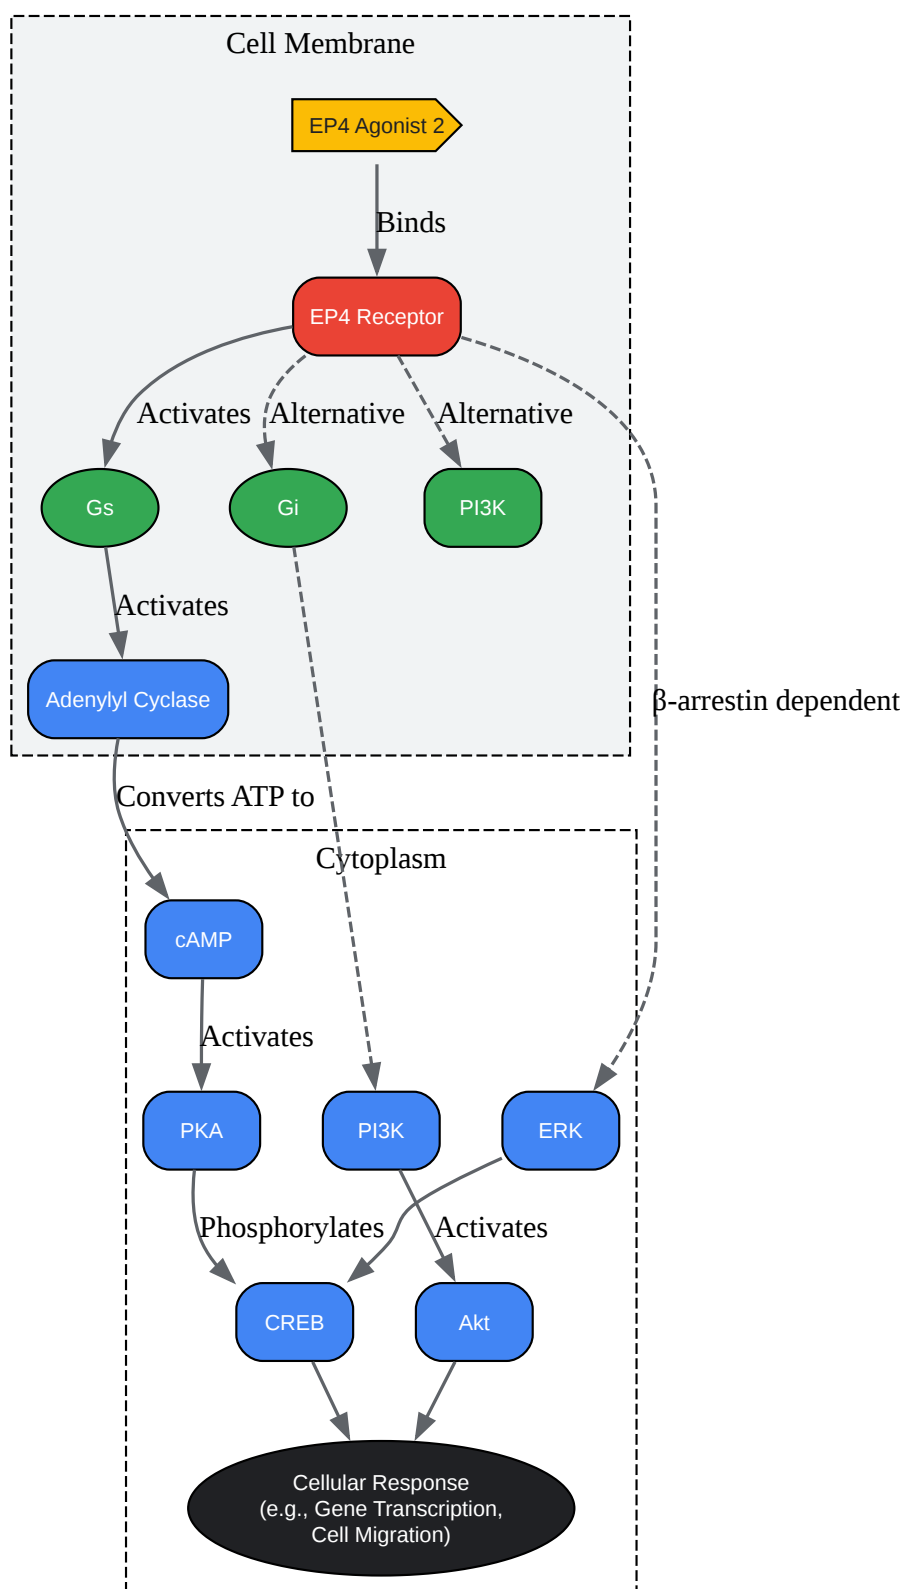 Cell Membrane
EP4 Agonist 2
Binds
EP4 Receptor
Activates
Alternative
Alternative
Gs
Gi
PI3K
Activates
Adenylyl Cyclase
β-arrestin dependent
Converts ATP to
Cytoplasm
cAMP
Activates
PKA
PI3K
ERK
Phosphorylates
Activates
CREB
Akt
Cellular Response
(e.g., Gene Transcription,
Cell Migration)